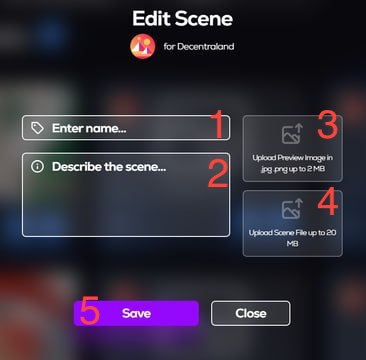 Edit Scene
for Decentraland
Enter name... 1
Describe the scene... 2
3
Upload Preview Image in
.jpg .png up to 2 MB
4
Upload Scene File up to 20
MB
5 Save
Close